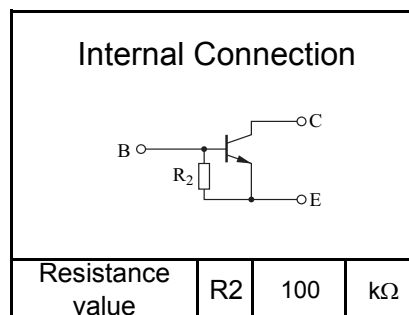 Internal Connection
C
B
R2
E
Resistance value R2 100 kΩ